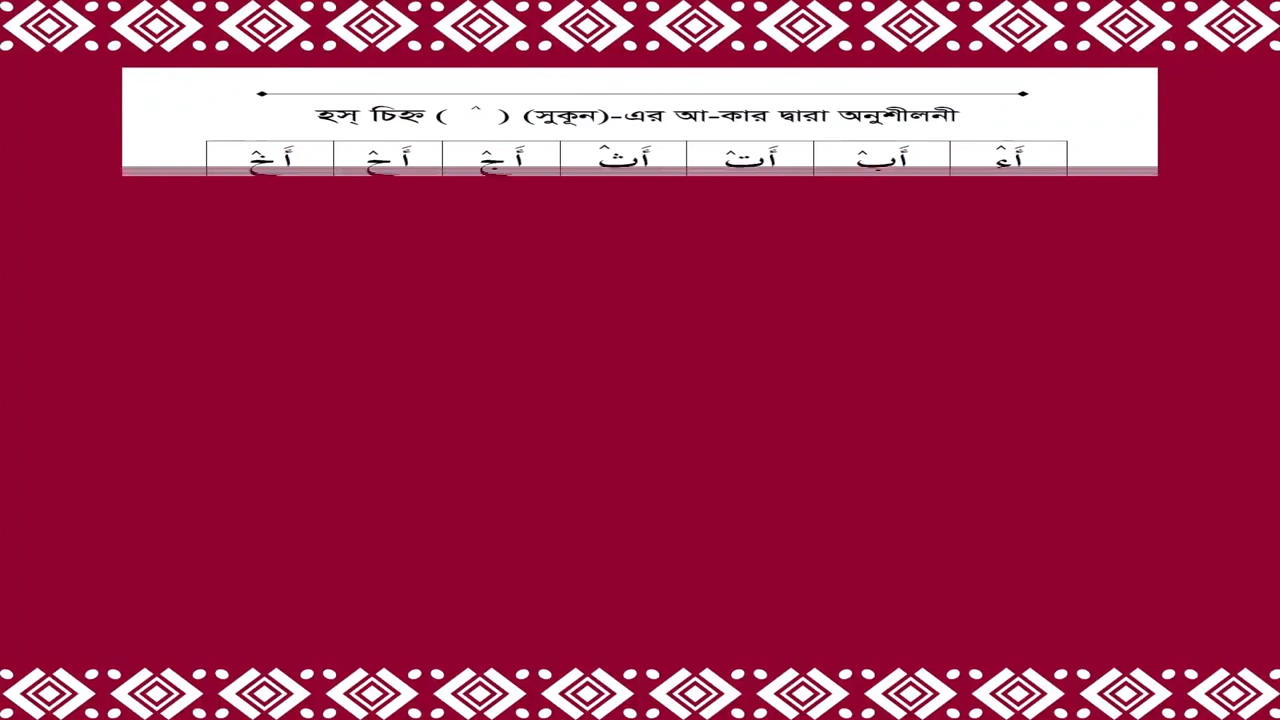 হস্ চিহ্ন ( ^ ) (সুকূন)-এর আ-কার দ্বারা অনুশীলনী
أَءْ أَبْ أَتْ أَثْ أَجْ أَحْ أَخْ